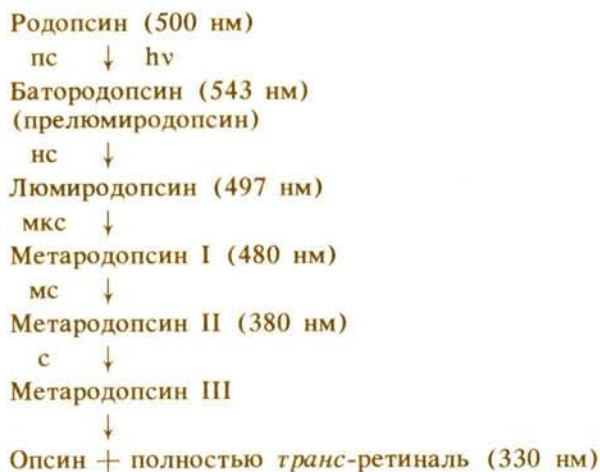 Родопсин (500 нм)
пс ↓ hν
Батородопсин (543 нм)
(прелюмиродопсин)
нс ↓
Люмиродопсин (497 нм)
мкс ↓
Метародопсин I (480 нм)
мс ↓
Метародопсин II (380 нм)
с ↓
Метародопсин III
↓
Опсин + полностью транс-ретиналь (330 нм)